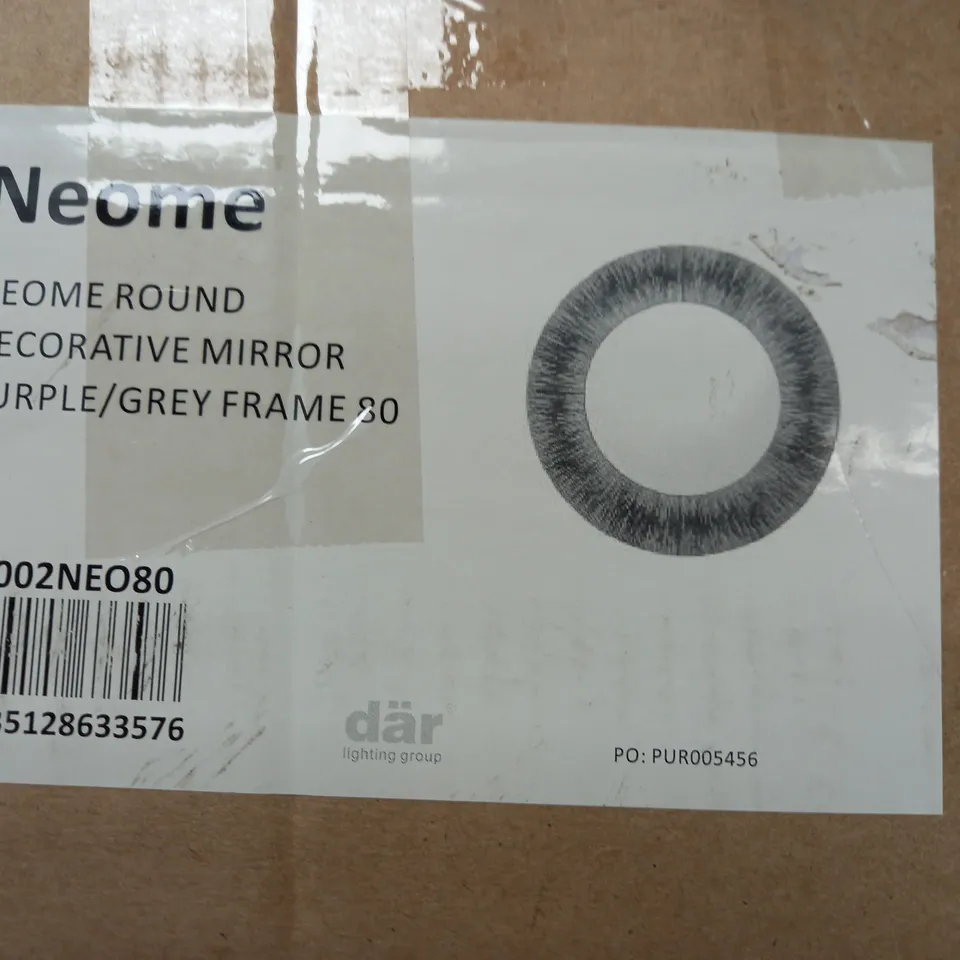 Neome
EOME ROUND
ECORATIVE MIRROR
URPLE/GREY FRAME 80
002NEO80
35128633576
där
lighting group
PO: PUR005456